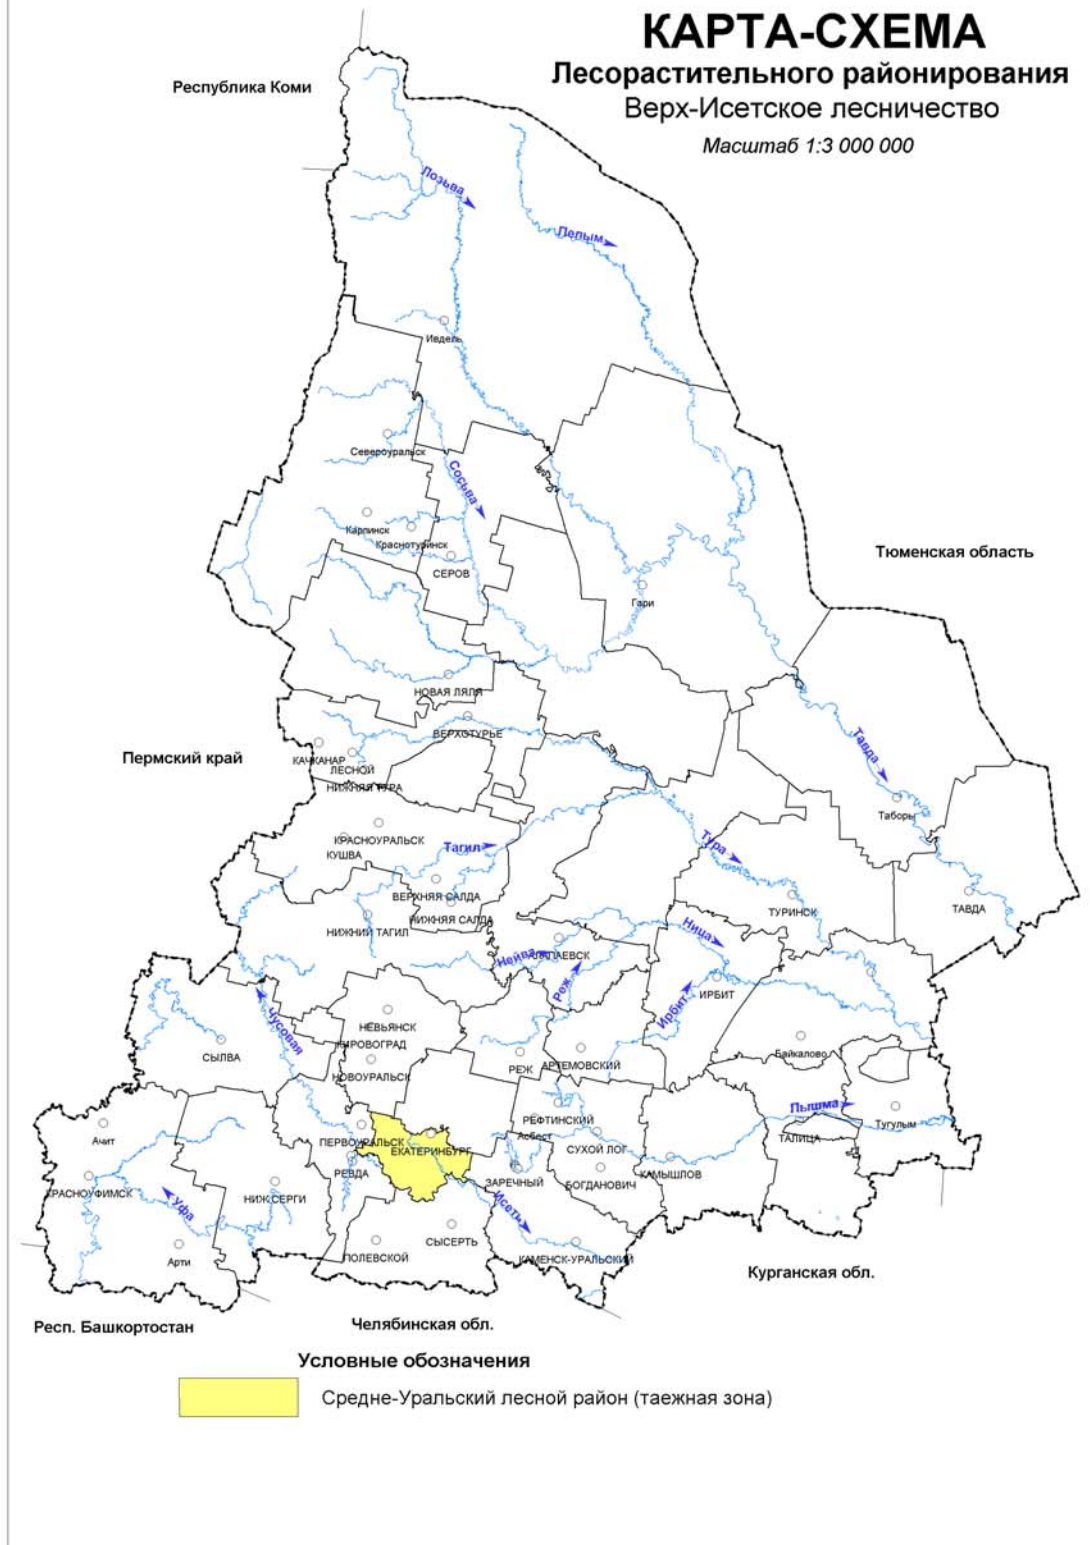 КАРТА-СХЕМА
Лесорастительного районирования
Верх-Исетское лесничество
Масштаб 1:3 000 000
Республика Коми
Лозьва
Пелым
Ивдель
Североуральск
Сосьва
Карпинск
Краснотурьинск
СЕРОВ
Тюменская область
Гари
НОВАЯ ЛЯЛЯ
ВЕРХОТУРЬЕ
Пермский край
КАЧКАНАР
ЛЕСНОЙ
НИЖНЯЯ ТУРА
Тавда
Таборы
КРАСНОУРАЛЬСК
КУШВА
Тагил
Тура
ВЕРХНЯЯ САЛДА
НИЖНЯЯ САЛДА
ТУРИНСК
ТАВДА
НИЖНИЙ ТАГИЛ
Ница
Нейва
Реж
Ирбит
ИРБИТ
Чусовая
НЕВЬЯНСК
КИРОВОГРАД
СЫЛВА
НОВОУРАЛЬСК
РЕЖ
АРТЕМОВСКИЙ
Байкалово
Пышма
Тугулым
ТАЛИЦА
Ачит
ПЕРВОУРАЛЬСК
ЕКАТЕРИНБУРГ
РЕФТИНСКИЙ
Асбест
СУХОЙ ЛОГ
РЕВДА
ЗАРЕЧНЫЙ
БОГДАНОВИЧ
КАМЫШЛОВ
КРАСНОУФИМСК
НИЖ.СЕРГИ
Уфа
Исеть
СЫСЕРТЬ
Арти
ПОЛЕВСКОЙ
КАМЕНСК-УРАЛЬСКИЙ
Курганская обл.
Респ. Башкортостан
Челябинская обл.
Условные обозначения
Средне-Уральский лесной район (таежная зона)